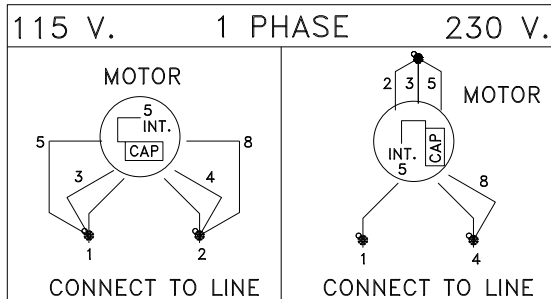 115 V. 1 PHASE 230 V.
MOTOR
5
INT.
CAP
5
8
3
4
1
2
CONNECT TO LINE
2 3 5
MOTOR
CAP
INT.
5
8
1
4
CONNECT TO LINE